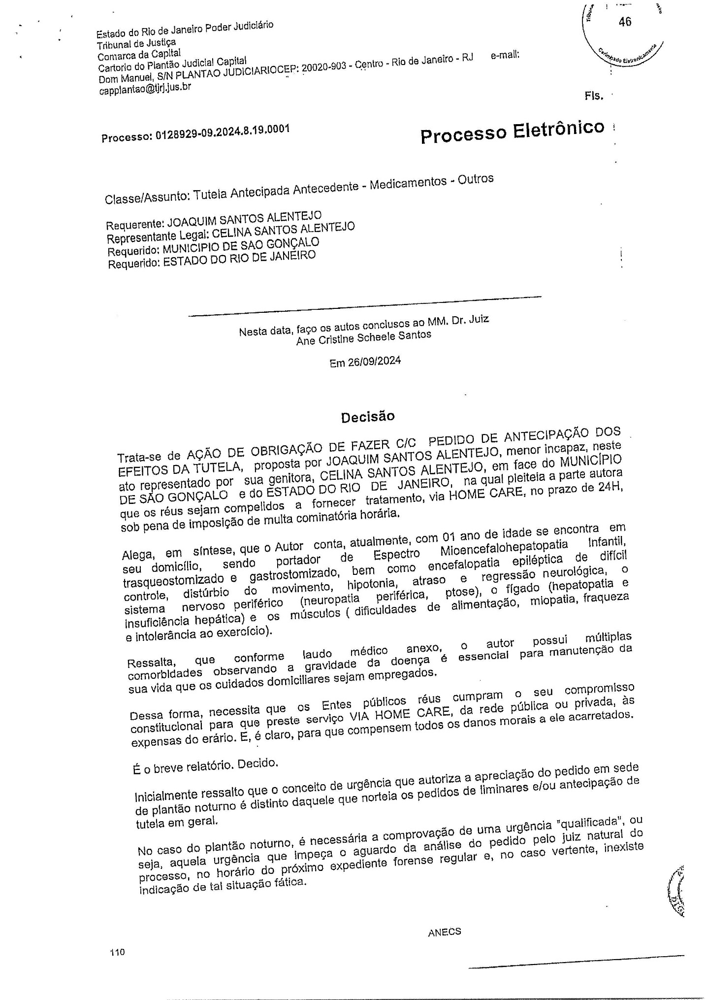 Estado do Rio de Janeiro Poder Judiciário
Tribunal de Justiça
Comarca da Capital
Cartorio do Plantão Judicial Capital
Dom Manuel, S/N PLANTAO JUDICIARIOCEP: 20020-903 - Centro - Rio de Janeiro - RJ e-mail:
capplantao@tjrj.jus.br
46
Carimbado Eletronicamente
Fls.
Processo: 0128929-09.2024.8.19.0001
Processo Eletrônico
Classe/Assunto: Tutela Antecipada Antecedente - Medicamentos - Outros
Requerente: JOAQUIM SANTOS ALENTEJO
Representante Legal: CELINA SANTOS ALENTEJO
Requerido: MUNICIPIO DE SAO GONÇALO
Requerido: ESTADO DO RIO DE JANEIRO
Nesta data, faço os autos conclusos ao MM. Dr. Juiz
Ane Cristine Scheele Santos
Em 26/09/2024
Decisão
Trata-se de AÇÃO DE OBRIGAÇÃO DE FAZER C/C PEDIDO DE ANTECIPAÇÃO DOS
EFEITOS DA TUTELA, proposta por JOAQUIM SANTOS ALENTEJO, menor incapaz, neste
ato representado por sua genitora, CELINA SANTOS ALENTEJO, em face do MUNICÍPIO
DE SÃO GONÇALO e do ESTADO DO RIO DE JANEIRO, na qual pleiteia a parte autora
que os réus sejam compelidos a fornecer tratamento, via HOME CARE, no prazo de 24H,
sob pena de imposição de multa cominatória horária.
Alega, em síntese, que o Autor conta, atualmente, com 01 ano de idade se encontra em
seu domicílio, sendo portador de Espectro Mioencefalohepatopatia Infantil,
trasqueostomizado e gastrostomizado, bem como encefalopatia epiléptica de difícil
controle, distúrbio do movimento, hipotonia, atraso e regressão neurológica, o
sistema nervoso periférico (neuropatia periférica, ptose), o fígado (hepatopatia e
insuficiência hepática) e os músculos ( dificuldades de alimentação, miopatia, fraqueza
e intolerância ao exercício).
Ressalta, que conforme laudo médico anexo, o autor possui múltiplas
comorbidades observando a gravidade da doença é essencial para manutenção da
sua vida que os cuidados domiciliares sejam empregados.
Dessa forma, necessita que os Entes públicos réus cumpram o seu compromisso
constitucional para que preste serviço VIA HOME CARE, da rede pública ou privada, às
expensas do erário. E, é claro, para que compensem todos os danos morais a ele acarretados.
É o breve relatório. Decido.
Inicialmente ressalto que o conceito de urgência que autoriza a apreciação do pedido em sede
de plantão noturno é distinto daquele que norteia os pedidos de liminares e/ou antecipação de
tutela em geral.
No caso do plantão noturno, é necessária a comprovação de uma urgência "qualificada", ou
seja, aquela urgência que impeça o aguardo da análise do pedido pelo juiz natural do
processo, no horário do próximo expediente forense regular e, no caso vertente, inexiste
indicação de tal situação fática.
ANECS
110